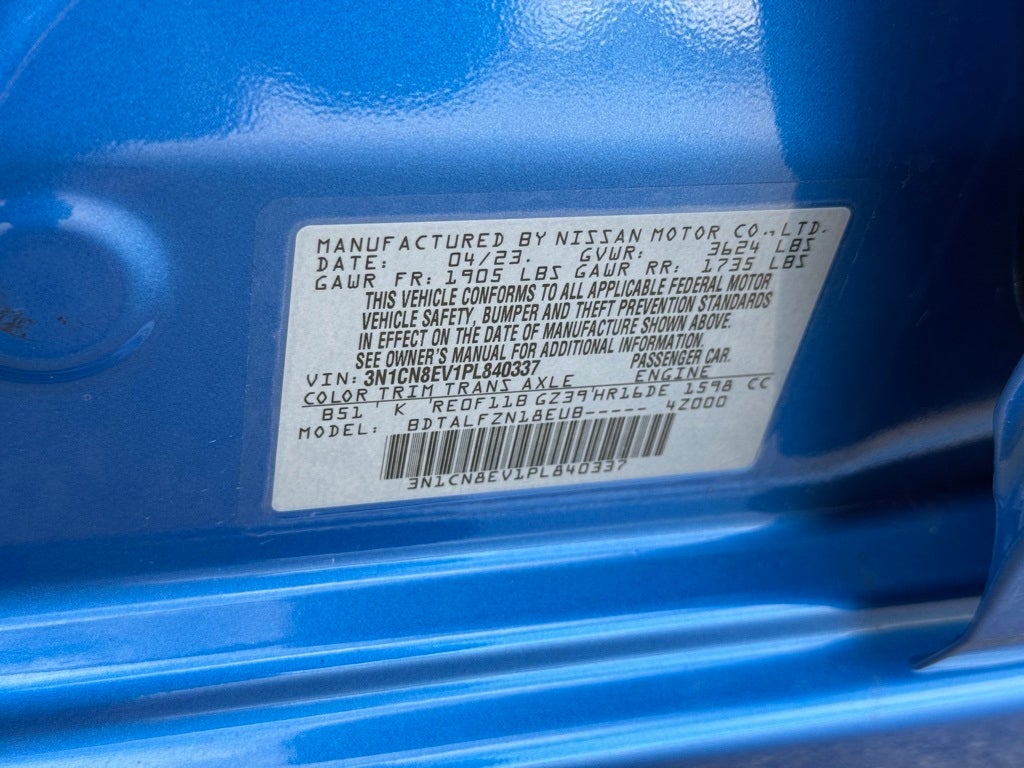 MANUFACTURED BY NISSAN MOTOR CO., LTD.
DATE: 04/23. GVWR: 3624 LBS
GAWR FR: 1905 LBS GAWR RR: 1735 LBS
THIS VEHICLE CONFORMS TO ALL APPLICABLE FEDERAL MOTOR
VEHICLE SAFETY, BUMPER AND THEFT PREVENTION STANDARDS
IN EFFECT ON THE DATE OF MANUFACTURE SHOWN ABOVE.
SEE OWNER'S MANUAL FOR ADDITIONAL INFORMATION.
VIN: 3N1CN8EV1PL840337 PASSENGER CAR.
COLOR TRIM TRANS AXLE ENGINE
B51 K RE0F11B GZ39 HR16DE 1598 CC
MODEL: BDTALFZN18EUB----- 4Z000
3N1CN8EV1PL840337